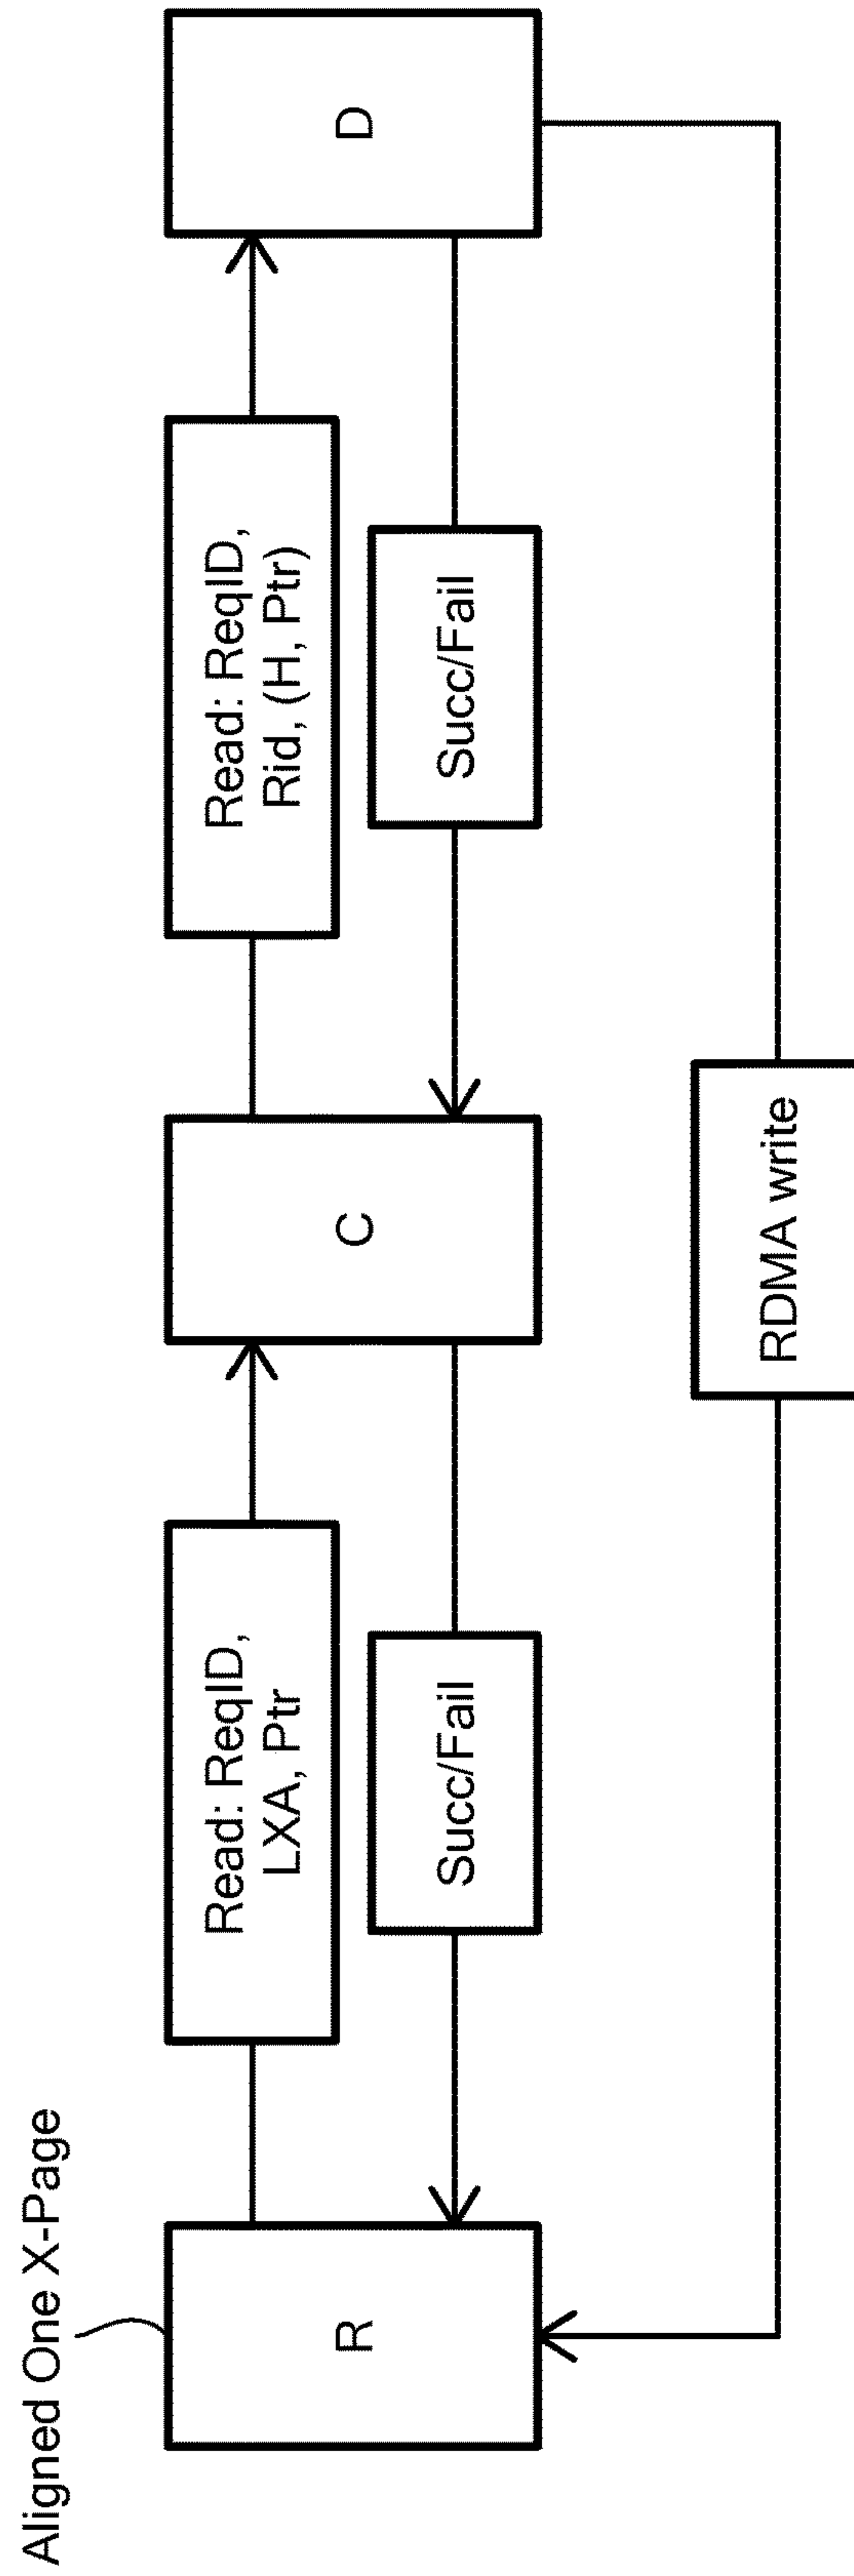 Aligned One X-Page
R
Read: ReqID,
LXA, Ptr
Succ/Fail
C
Read: ReqID,
Rid, (H, Ptr)
Succ/Fail
D
RDMA write